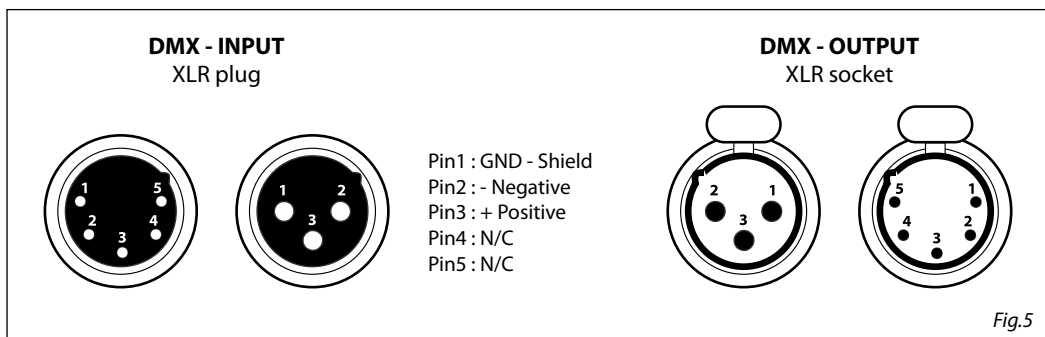 DMX - INPUT
XLR plug
1
5
2
4
3
1
2
3
Pin1 : GND - Shield
Pin2 : - Negative
Pin3 : + Positive
Pin4 : N/C
Pin5 : N/C
DMX - OUTPUT
XLR socket
2
1
3
5
1
4
2
3
Fig.5